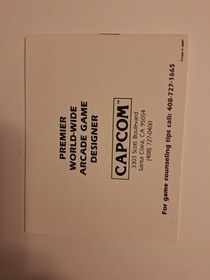 PREMIER
WORLD-WIDE
ARCADE GAME
DESIGNER
CAPCOM™
3303 Scott Boulevard
Santa Clara, CA 95054
(408) 727-0400
For game counseling tips call: 408-727-1665